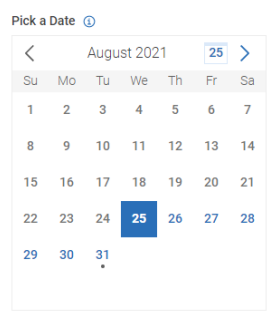 Pick a Date
August 2021 25
Su Mo Tu We Th Fr Sa
1 2 3 4 5 6 7
8 9 10 11 12 13 14
15 16 17 18 19 20 21
22 23 24 25 26 27 28
29 30 31